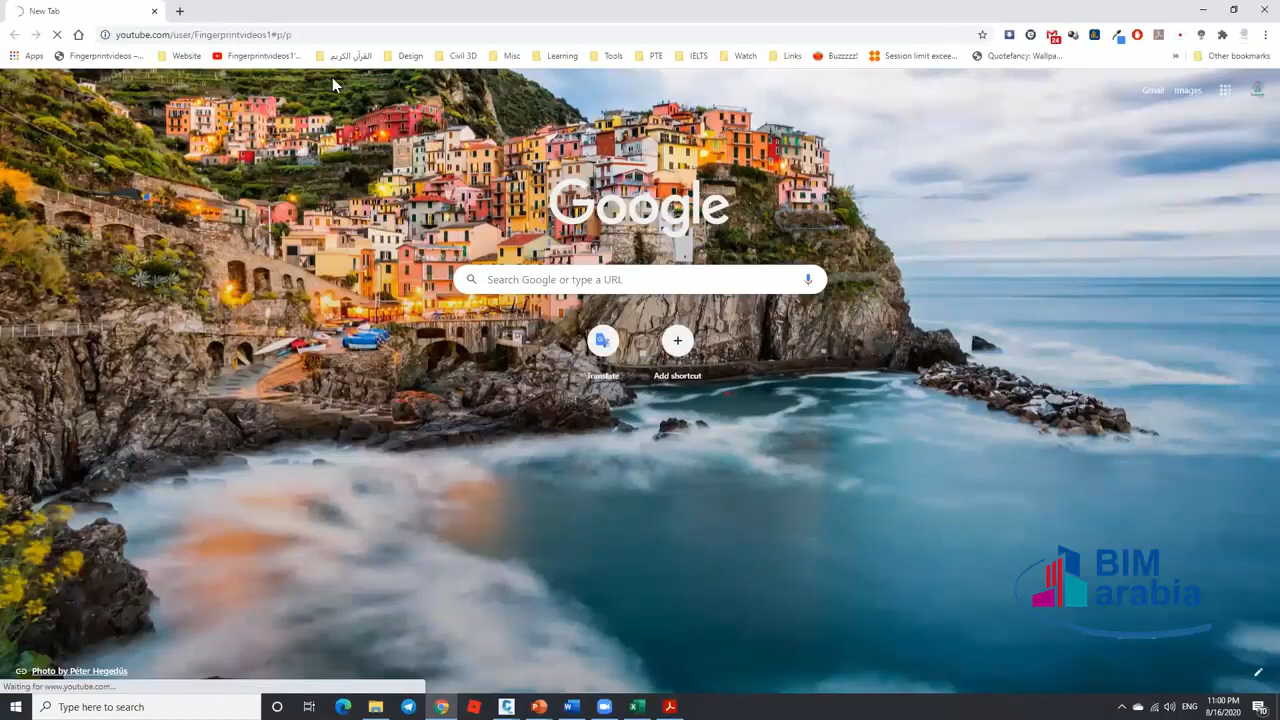 New Tab
youtube.com/user/Fingerprintvideos1#p/p
24
Apps
Fingerprintvideos –...
Website
Fingerprintvideos1'...
القرآن الكريم
Design
Civil 3D
Misc
Learning
Tools
PTE
IELTS
Watch
Links
Buzzzzz!
Session limit excee...
Quotefancy: Wallpa...
»
Other bookmarks
Gmail
Images
Google
Search Google or type a URL
Translate
Add shortcut
BIM
arabia
Photo by Péter Hegedűs
Waiting for www.youtube.com...
Type here to search
ENG
11:00 PM
8/16/2020